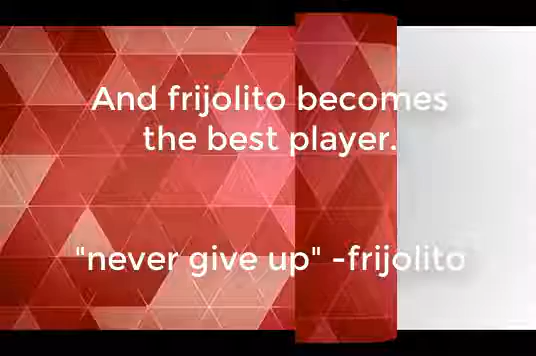 And frijolito becomes
the best player.
"never give up" -frijolito